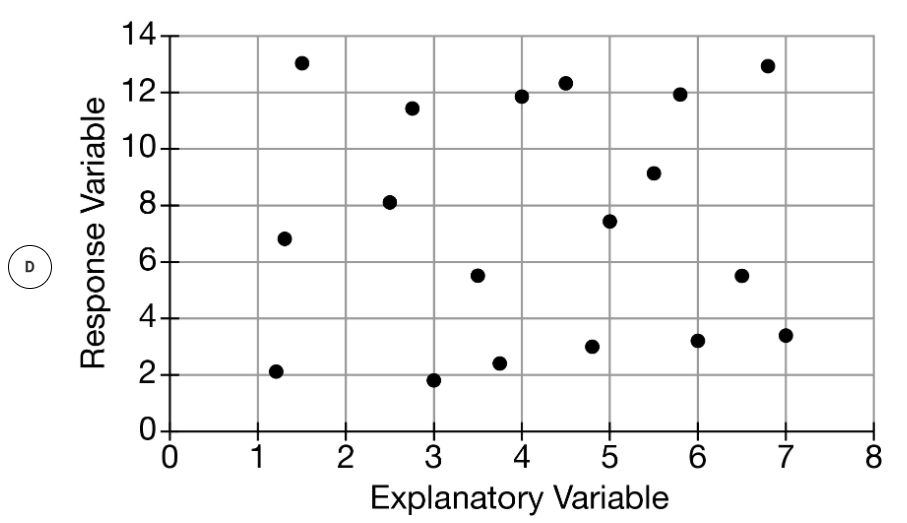 D
Response Variable
14
12
10
8
6
4
2
0
0 1 2 3 4 5 6 7 8
Explanatory Variable